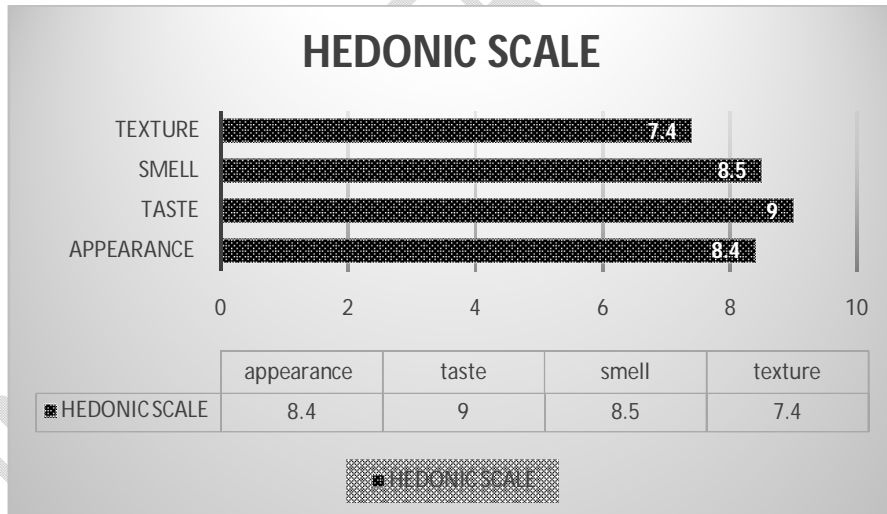 HEDONIC SCALE
TEXTURE 7.4
SMELL 8.5
TASTE 9
APPEARANCE 8.4
0 2 4 6 8 10
appearance taste smell texture
HEDONIC SCALE 8.4 9 8.5 7.4
HEDONIC SCALE